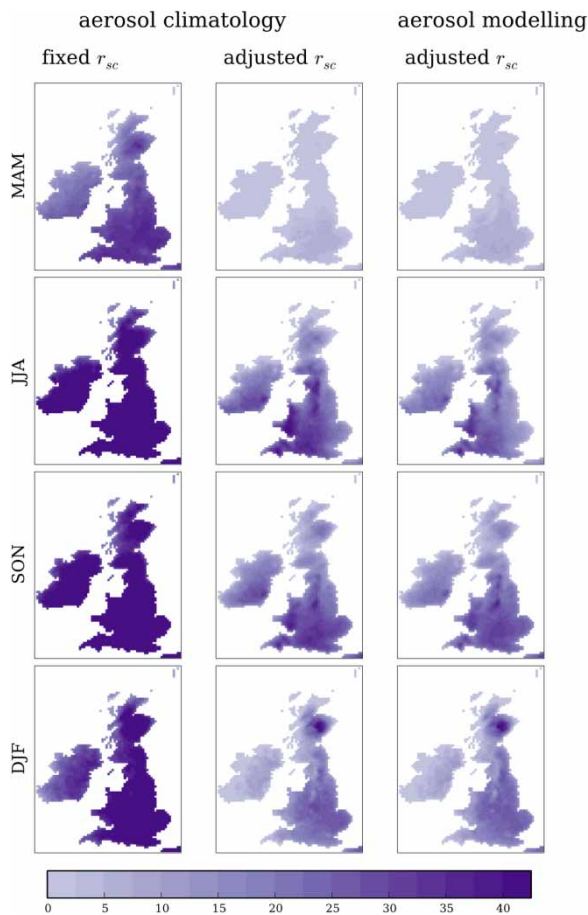 aerosol climatology aerosol modelling
fixed r_sc adjusted r_sc adjusted r_sc
MAM
JJA
SON
DJF
0 5 10 15 20 25 30 35 40